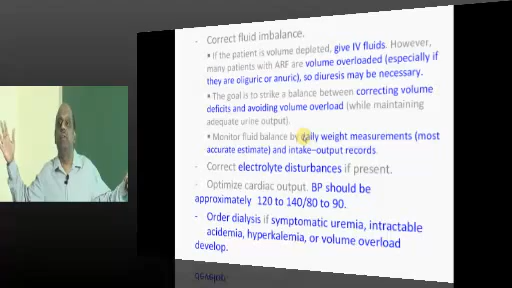 - Correct fluid imbalance.
▪ If the patient is volume depleted, give IV fluids. However,
many patients with ARF are volume overloaded (especially if
they are oliguric or anuric), so diuresis may be necessary.
▪ The goal is to strike a balance between correcting volume
deficits and avoiding volume overload (while maintaining
adequate urine output).
▪ Monitor fluid balance by daily weight measurements (most
accurate estimate) and intake–output records.
- Correct electrolyte disturbances if present.
- Optimize cardiac output. BP should be
approximately 120 to 140/80 to 90.
- Order dialysis if symptomatic uremia, intractable
acidemia, hyperkalemia, or volume overload
develop.